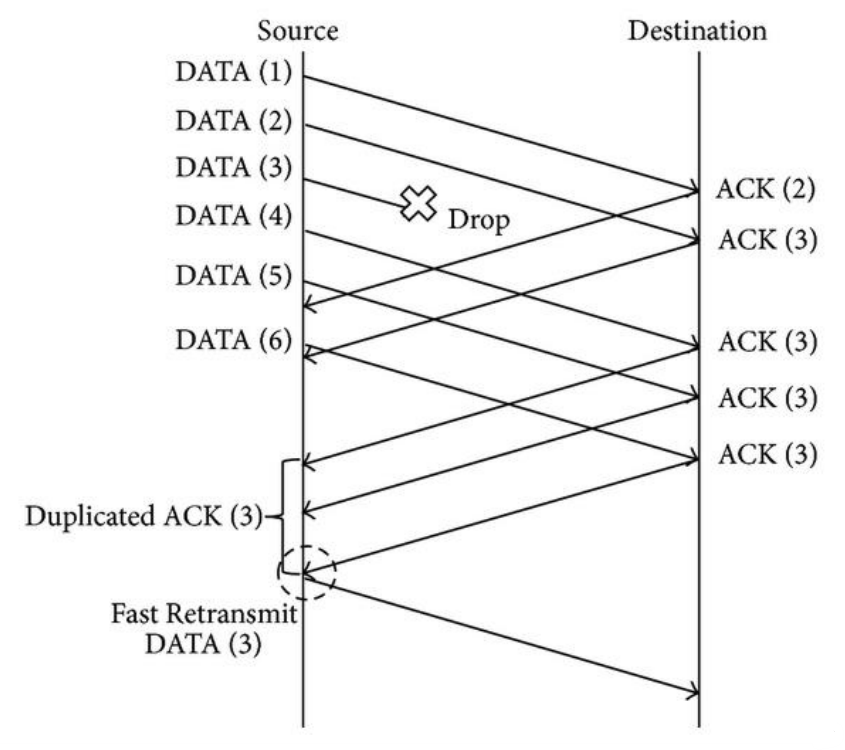 Source
Destination
DATA (1)
DATA (2)
DATA (3)
DATA (4)
DATA (5)
DATA (6)
Drop
ACK (2)
ACK (3)
ACK (3)
ACK (3)
ACK (3)
Duplicated ACK (3)
Fast Retransmit
DATA (3)